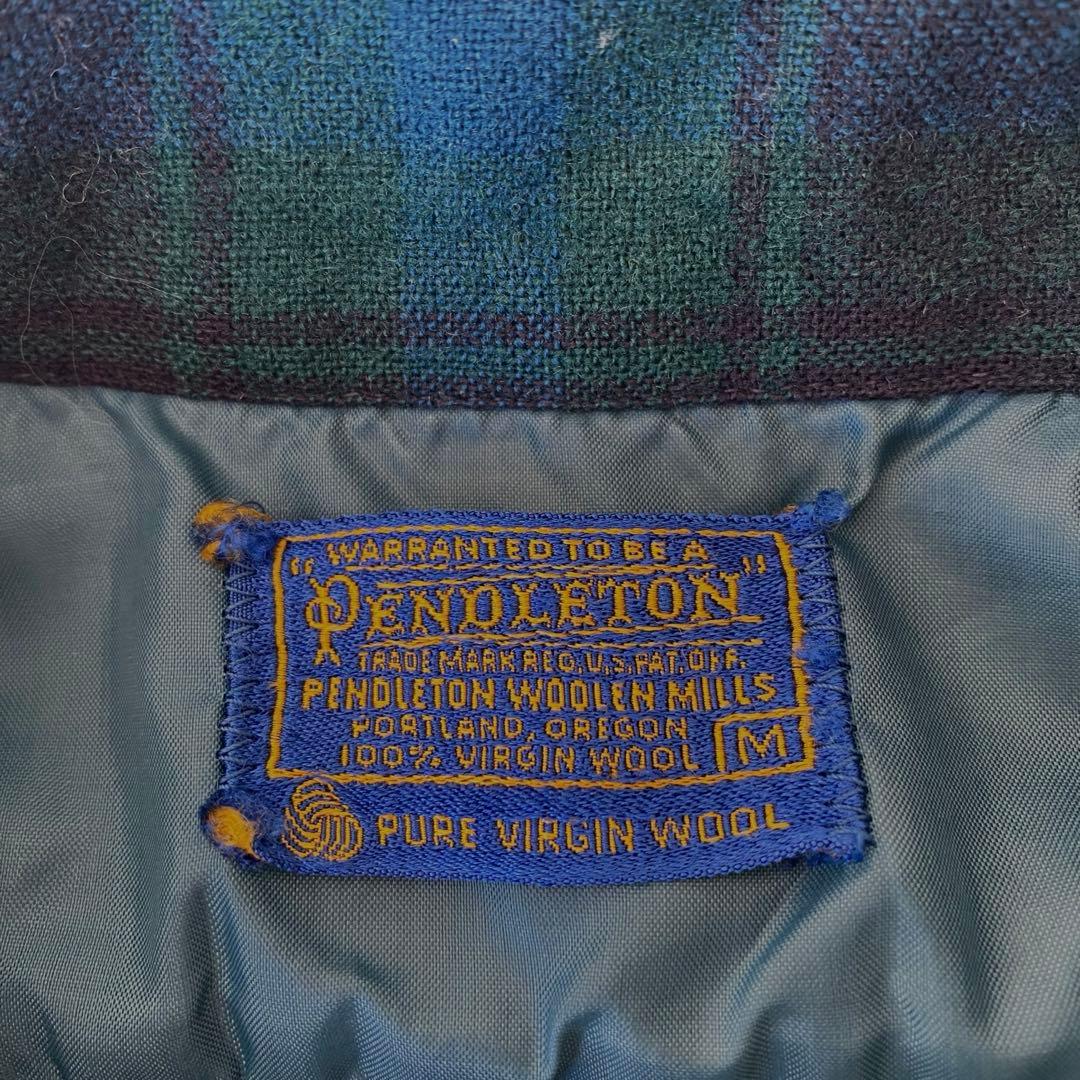 WARRANTED TO BE A
"PENDLETON"
TRADE MARK REG. U.S. PAT. OFF.
PENDLETON WOOLEN MILLS
PORTLAND, OREGON
100% VIRGIN WOOL M
PURE VIRGIN WOOL